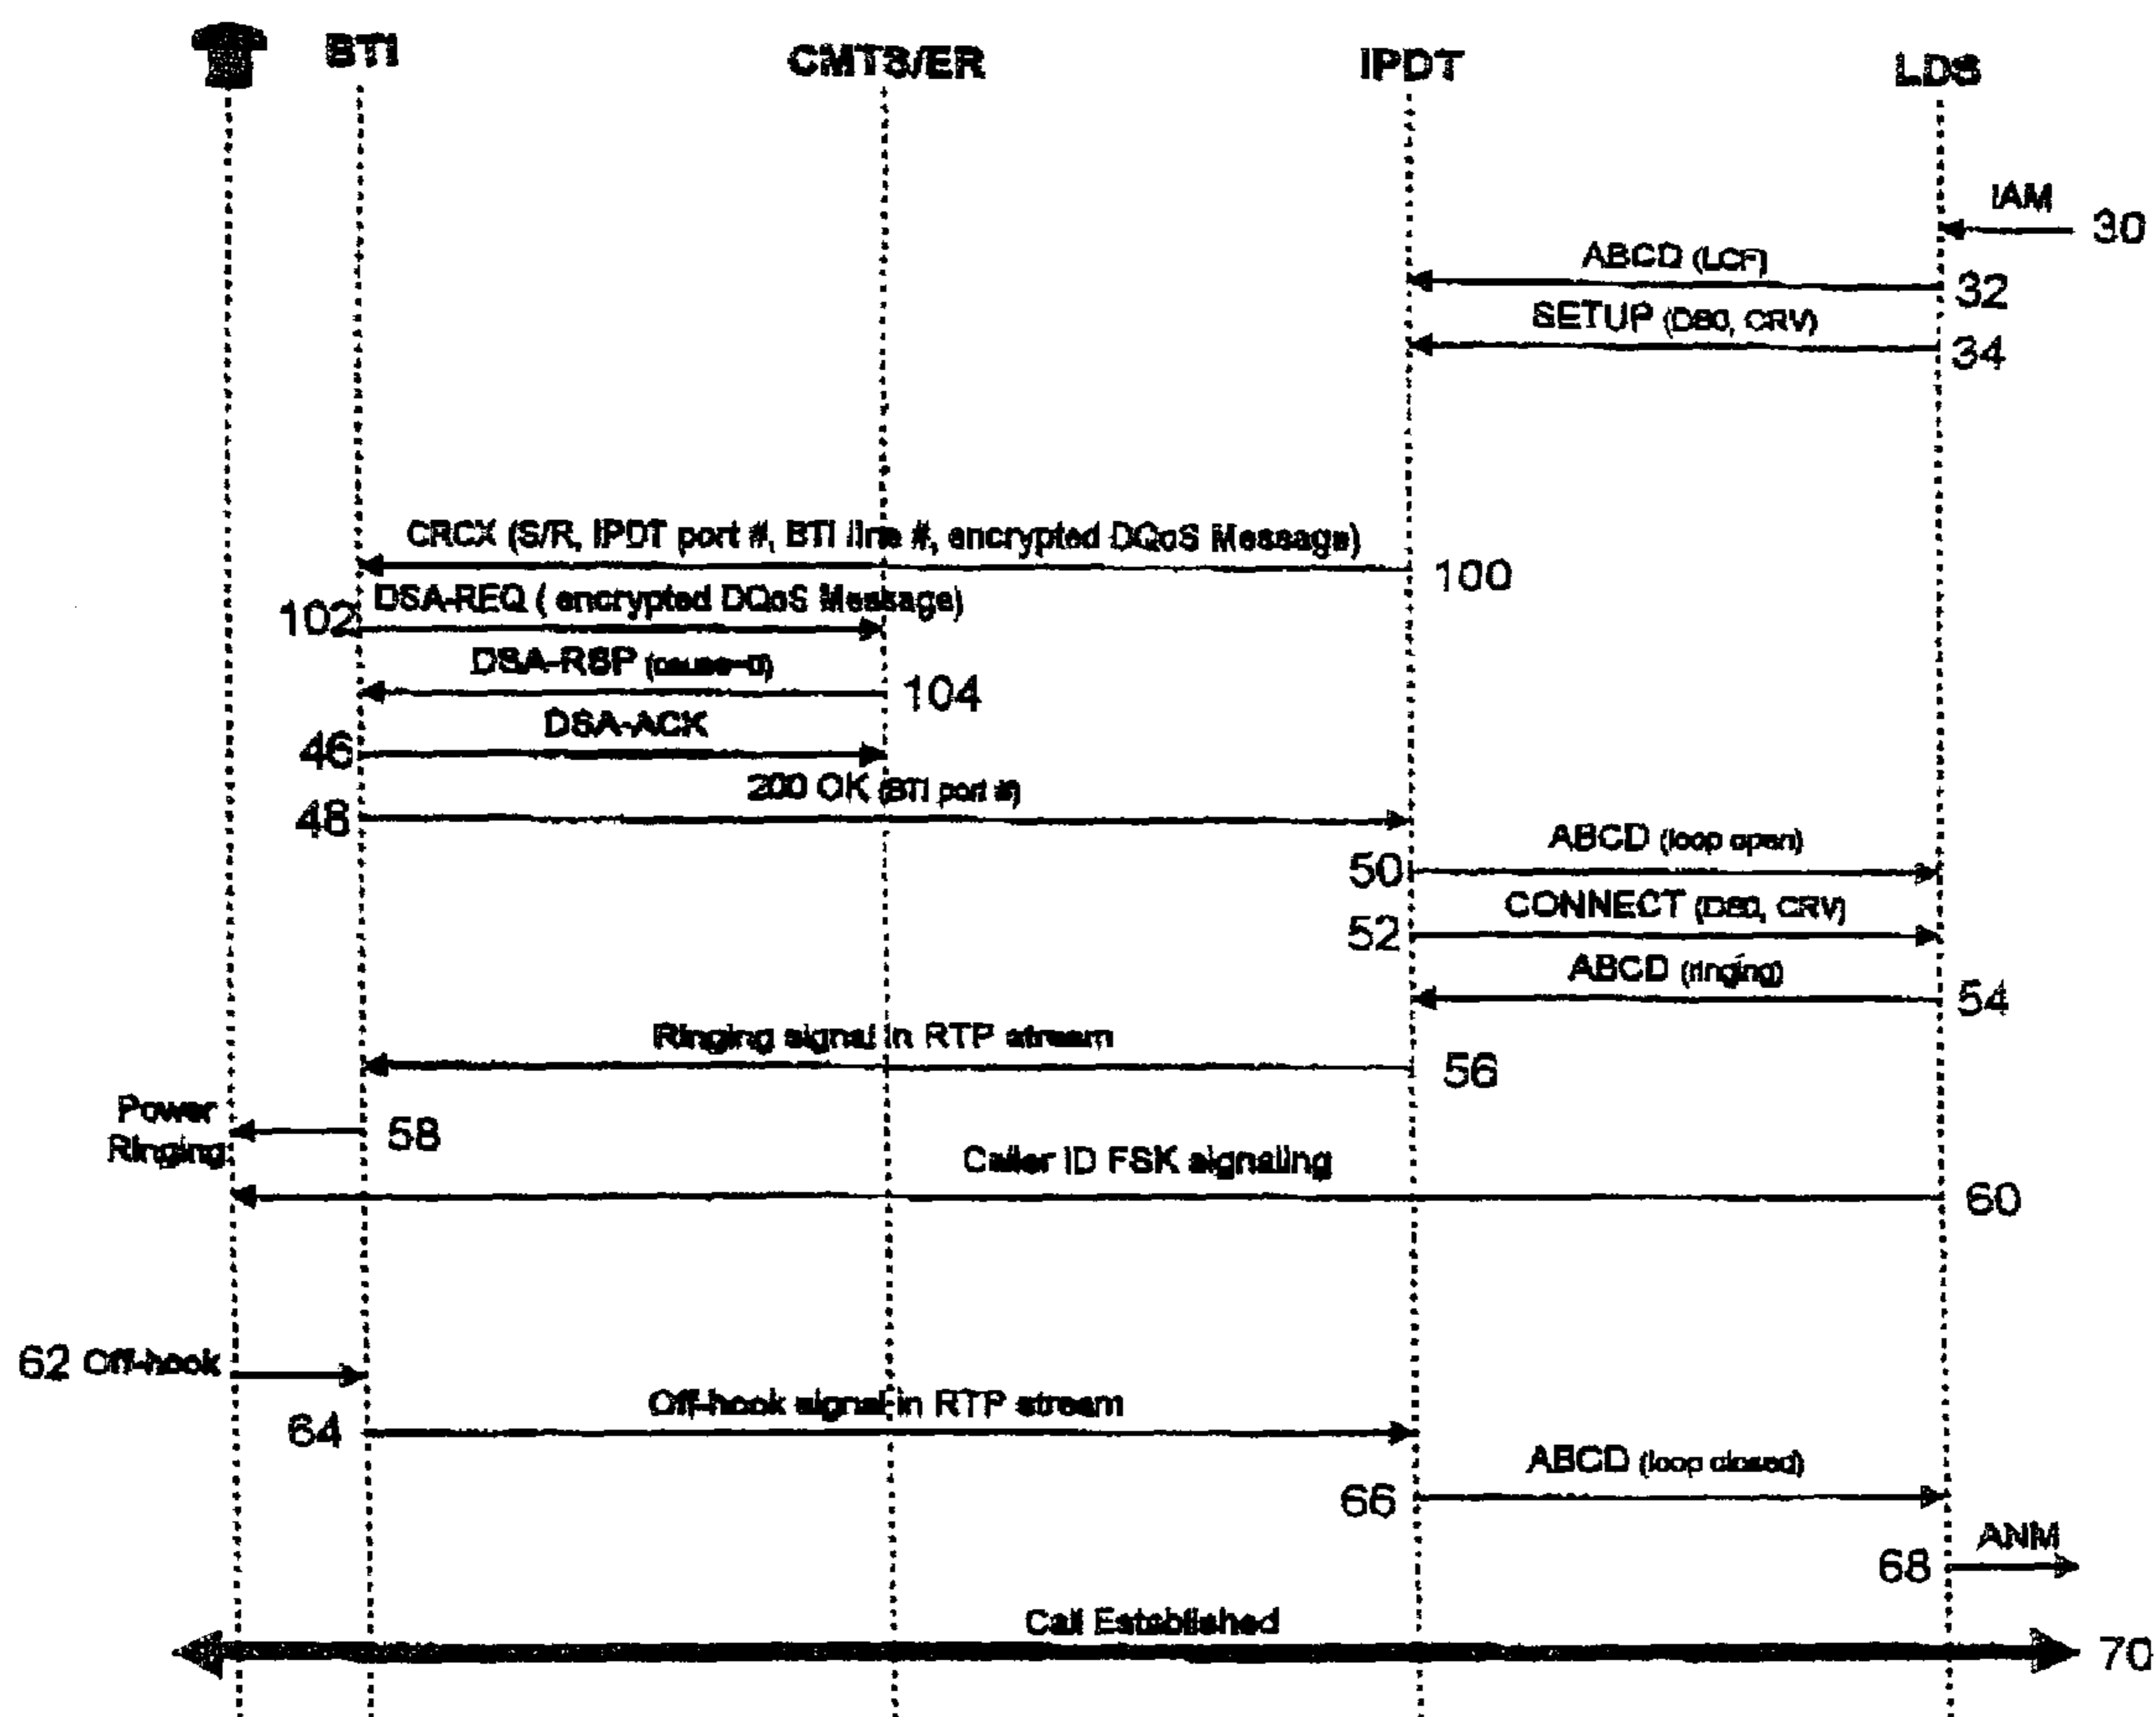 BTI CMTS/ER IPDT LDS
IAM
30
ABCD (LCF)
32
SETUP (DS0, CRV)
34
CRCX (S/R, IPDT port #, BTI line #, encrypted DQoS Message)
100
DSA-REQ ( encrypted DQoS Message)
102
DSA-RSP (cause=0)
104
DSA-ACK
46
200 OK (BTI port #)
48
ABCD (loop open)
50
CONNECT (DS0, CRV)
52
ABCD (ringing)
54
Ringing signal in RTP stream
56
Power
Ringing
58
Caller ID FSK signaling
60
62 Off-hook
Off-hook signal in RTP stream
64
ABCD (loop closed)
66
ANM
68
Call Established
70